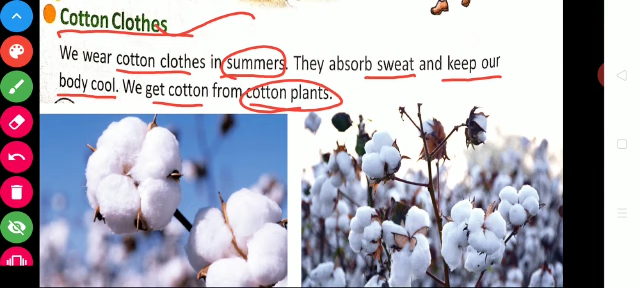 Cotton Clothes
We wear cotton clothes in summers. They absorb sweat and keep our
body cool. We get cotton from cotton plants.